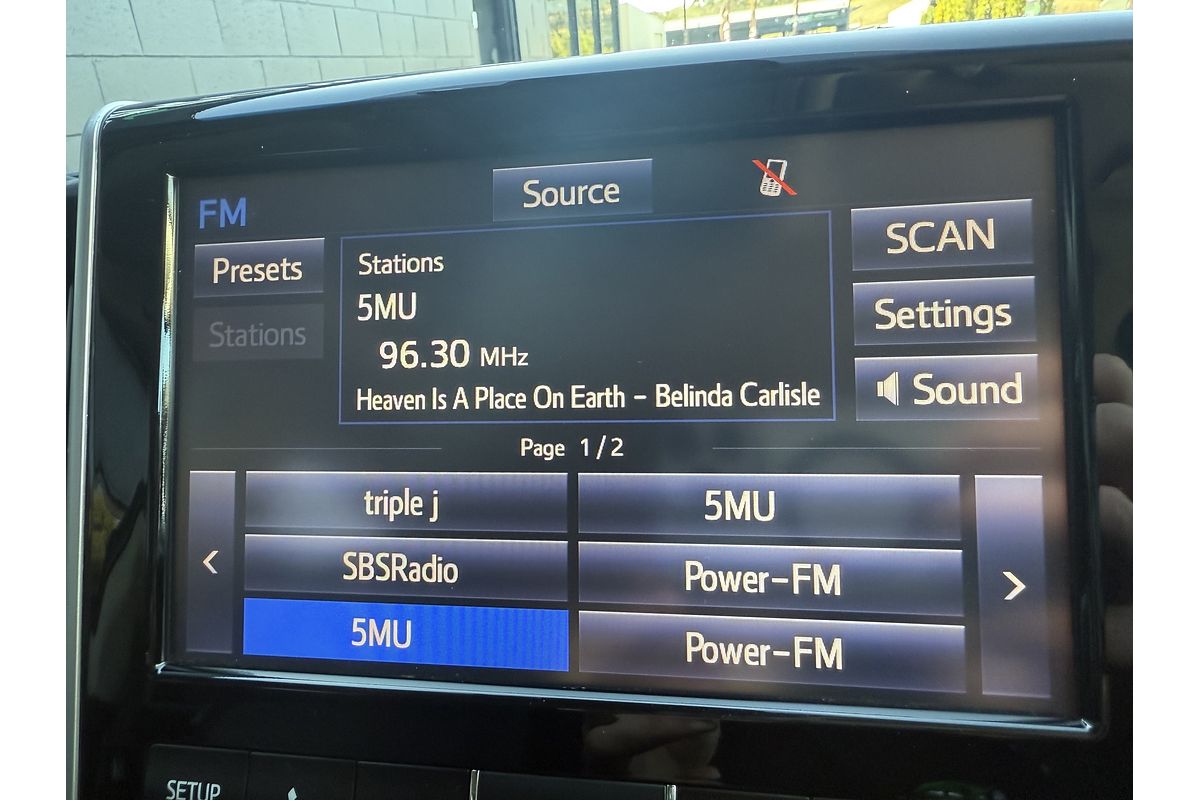 FM
Source
Presets
Stations
Stations
5MU
96.30 MHz
Heaven Is A Place On Earth - Belinda Carlisle
SCAN
Settings
Sound
Page 1/2
triple j
5MU
SBSRadio
Power-FM
5MU
Power-FM
<
>
SETUP